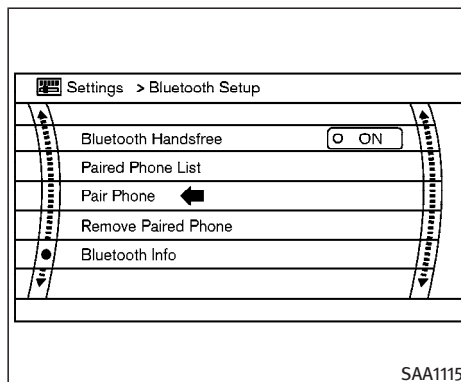 Settings > Bluetooth Setup
Bluetooth Handsfree O ON
Paired Phone List
Pair Phone
Remove Paired Phone
Bluetooth Info
SAA1115